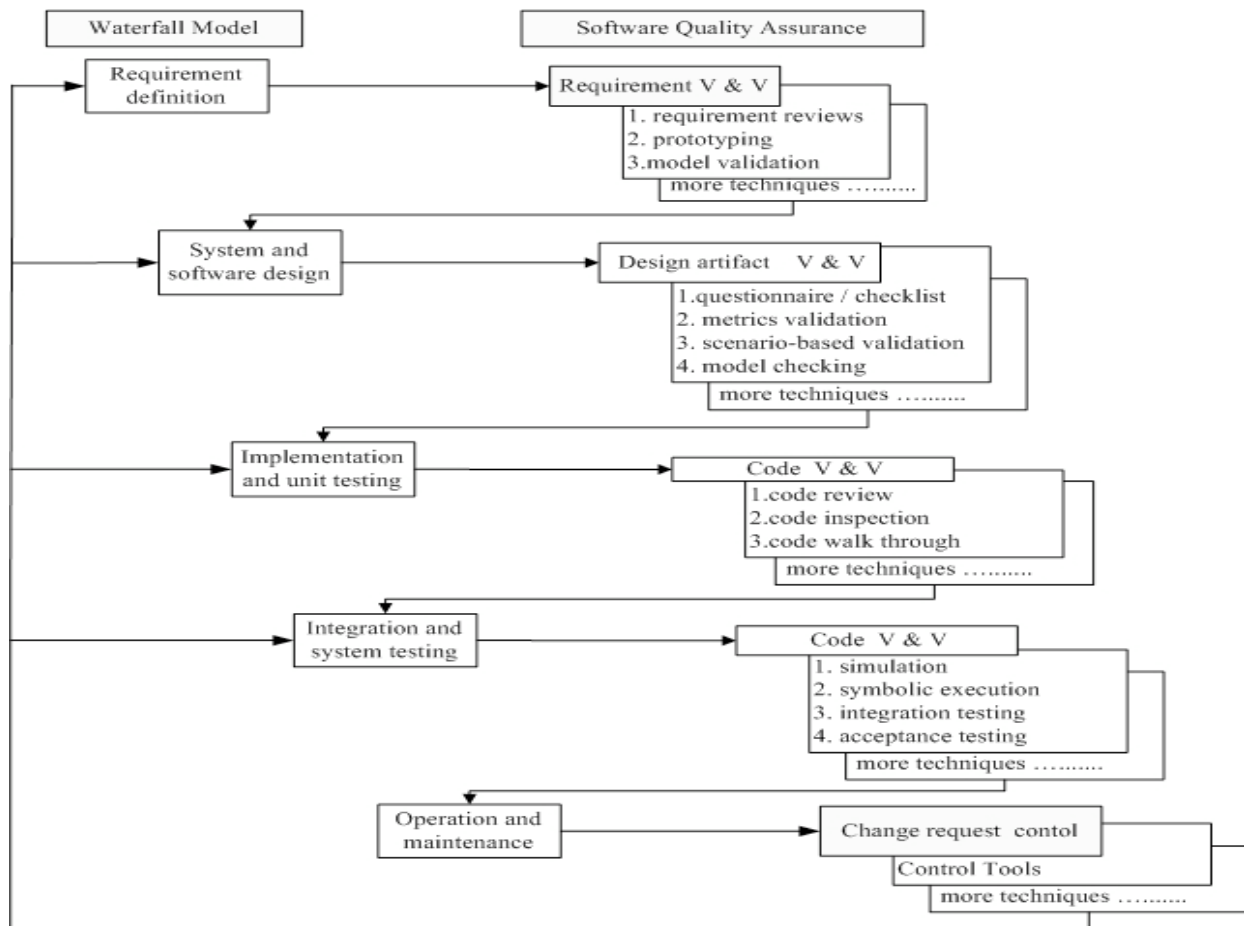 Waterfall Model
Software Quality Assurance
Requirement
definition
Requirement V & V
1. requirement reviews
2. prototyping
3.model validation
more techniques ….......
System and
software design
Design artifact V & V
1.questionnaire / checklist
2. metrics validation
3. scenario-based validation
4. model checking
more techniques ….......
Implementation
and unit testing
Code V & V
1.code review
2.code inspection
3.code walk through
more techniques ….......
Integration and
system testing
Code V & V
1. simulation
2. symbolic execution
3. integration testing
4. acceptance testing
more techniques ….......
Operation and
maintenance
Change request contol
Control Tools
more techniques ….......